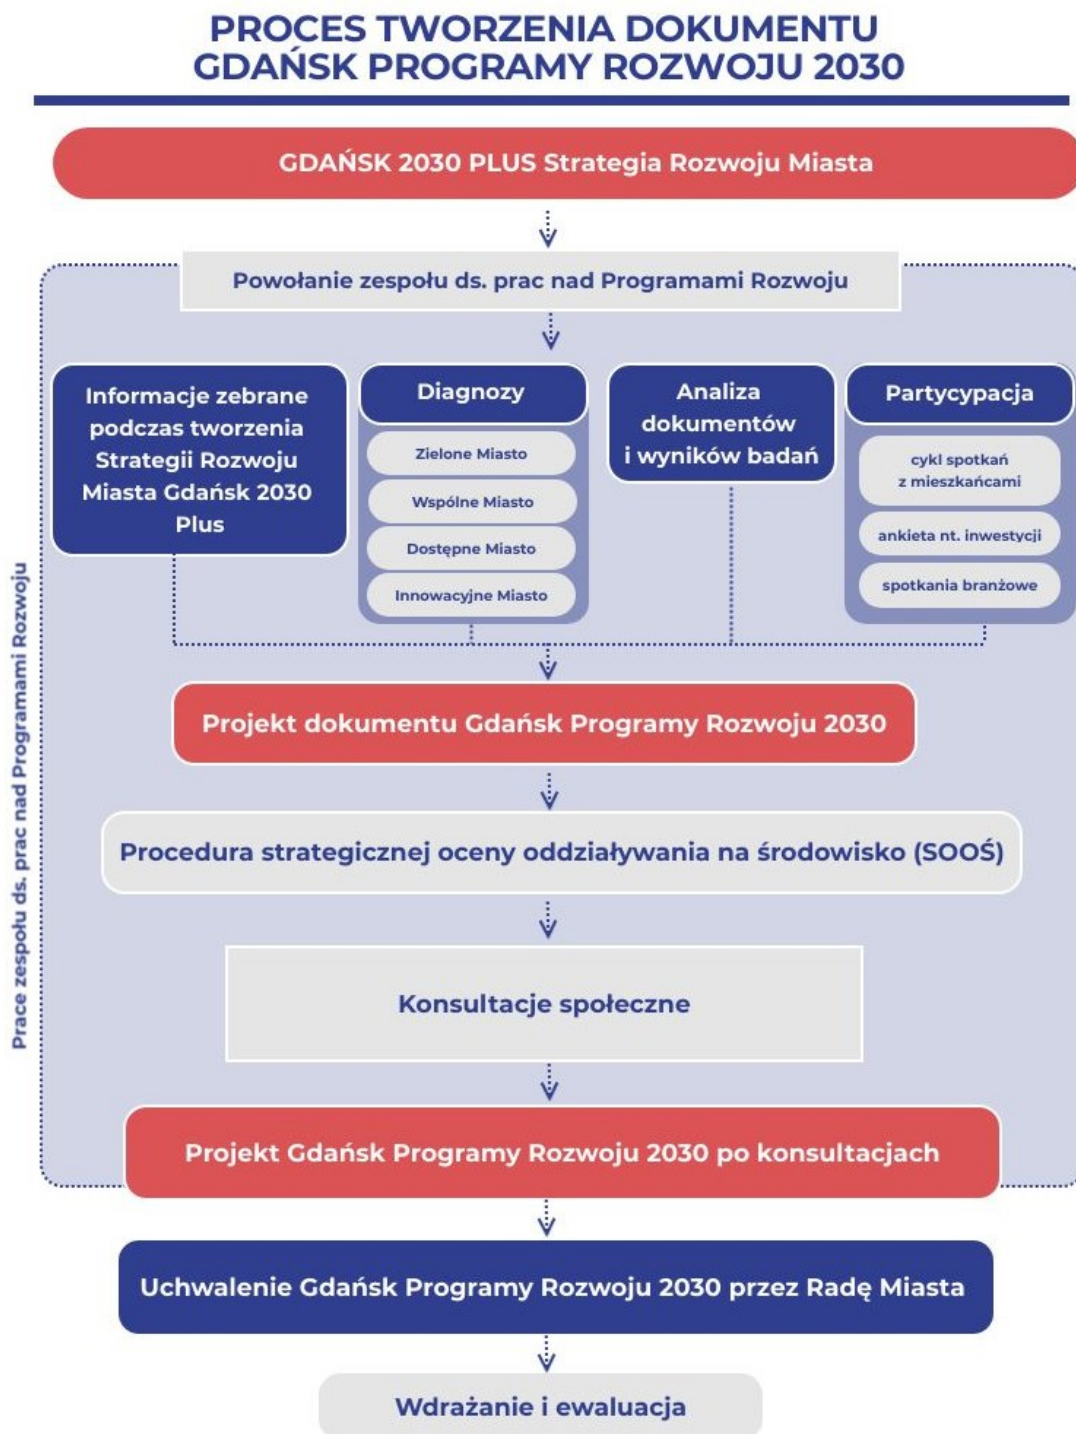 PROCES TWORZENIA DOKUMENTU
GDAŃSK PROGRAMY ROZWOJU 2030
GDAŃSK 2030 PLUS Strategia Rozwoju Miasta
Powołanie zespołu ds. prac nad Programami Rozwoju
Informacje zebrane
podczas tworzenia
Strategii Rozwoju
Miasta Gdańsk 2030
Plus
Diagnozy
Zielone Miasto
Wspólne Miasto
Dostępne Miasto
Innowacyjne Miasto
Analiza
dokumentów
i wyników badań
Partycypacja
cykl spotkań
z mieszkańcami
ankieta nt. inwestycji
spotkania branżowe
Prace zespołu ds. prac nad Programami Rozwoju
Projekt dokumentu Gdańsk Programy Rozwoju 2030
Procedura strategicznej oceny oddziaływania na środowisko (SOOŚ)
Konsultacje społeczne
Projekt Gdańsk Programy Rozwoju 2030 po konsultacjach
Uchwalenie Gdańsk Programy Rozwoju 2030 przez Radę Miasta
Wdrażanie i ewaluacja